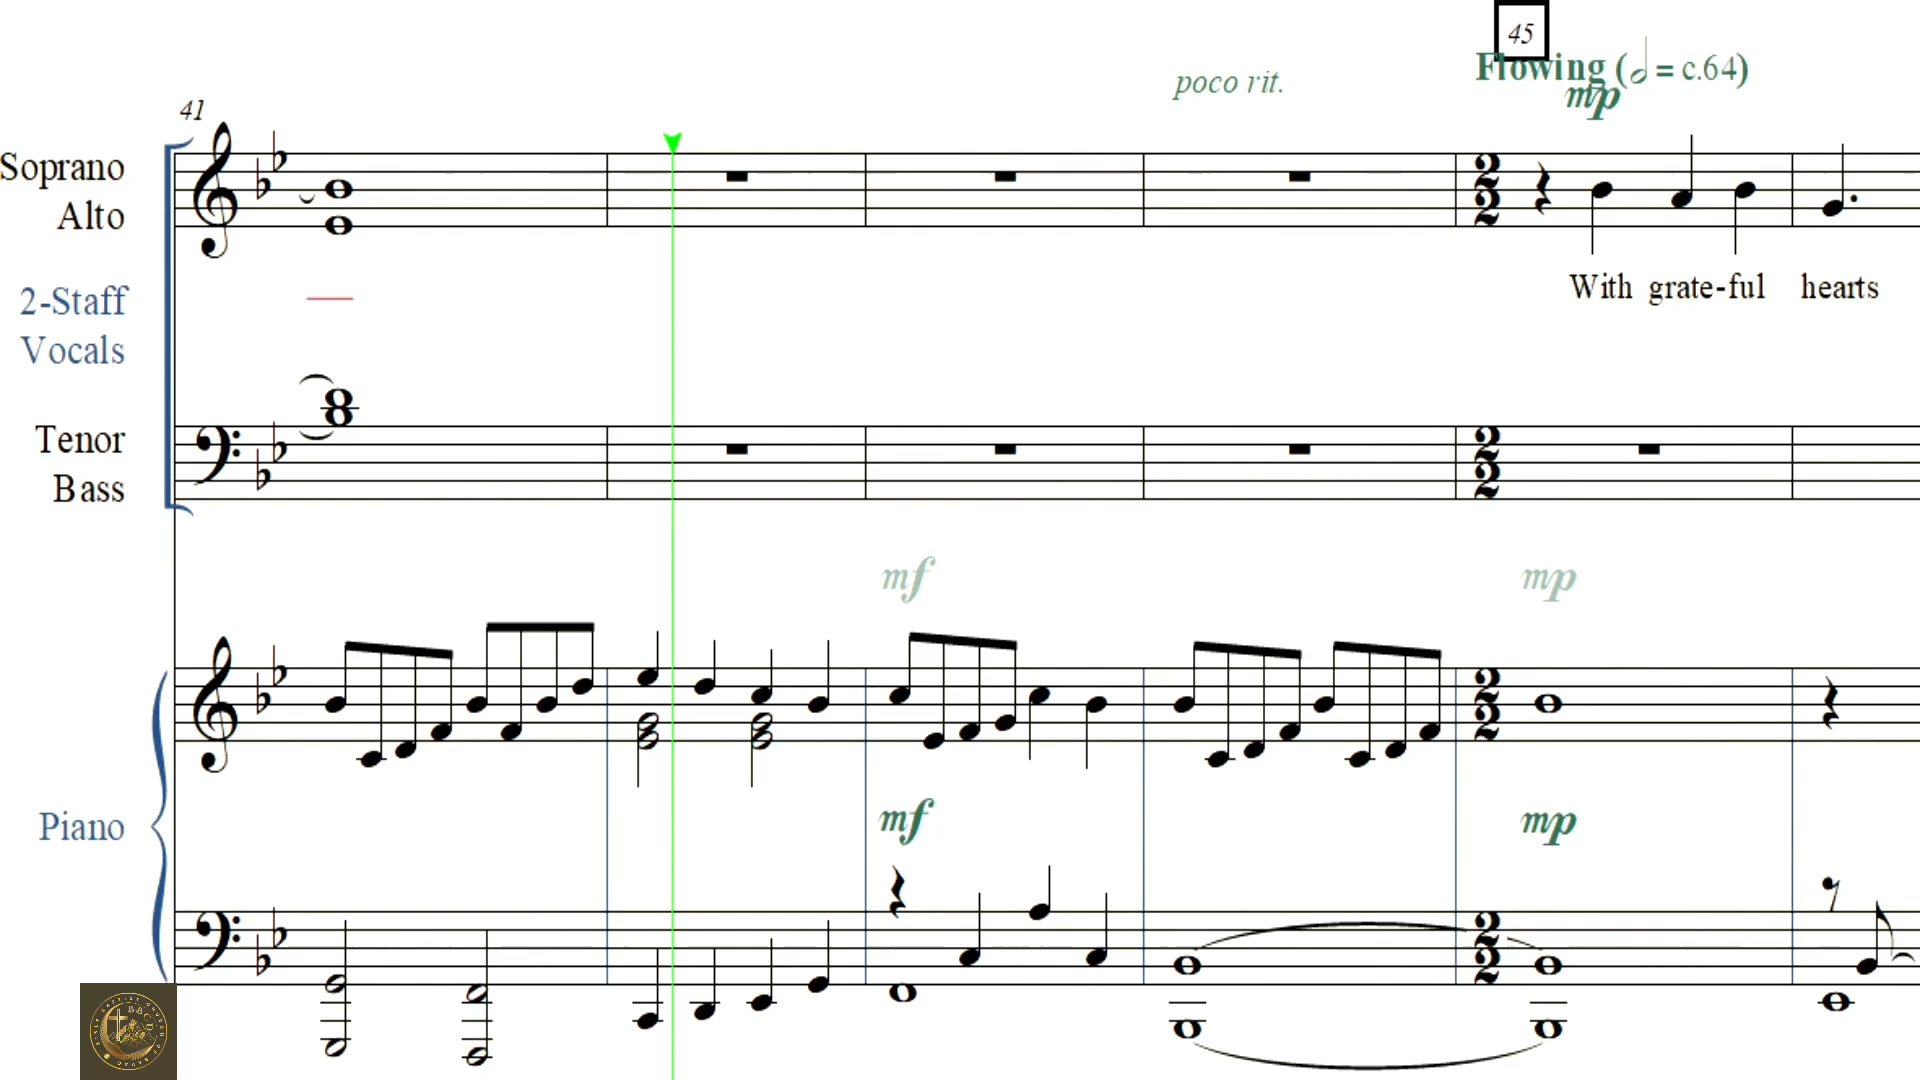 45
Flowing (𝅗𝅥 = c.64)
poco rit.
mp
41
Soprano
Alto
With grate-ful hearts
2-Staff
Vocals
Tenor
Bass
mf mp
Piano
mf mp